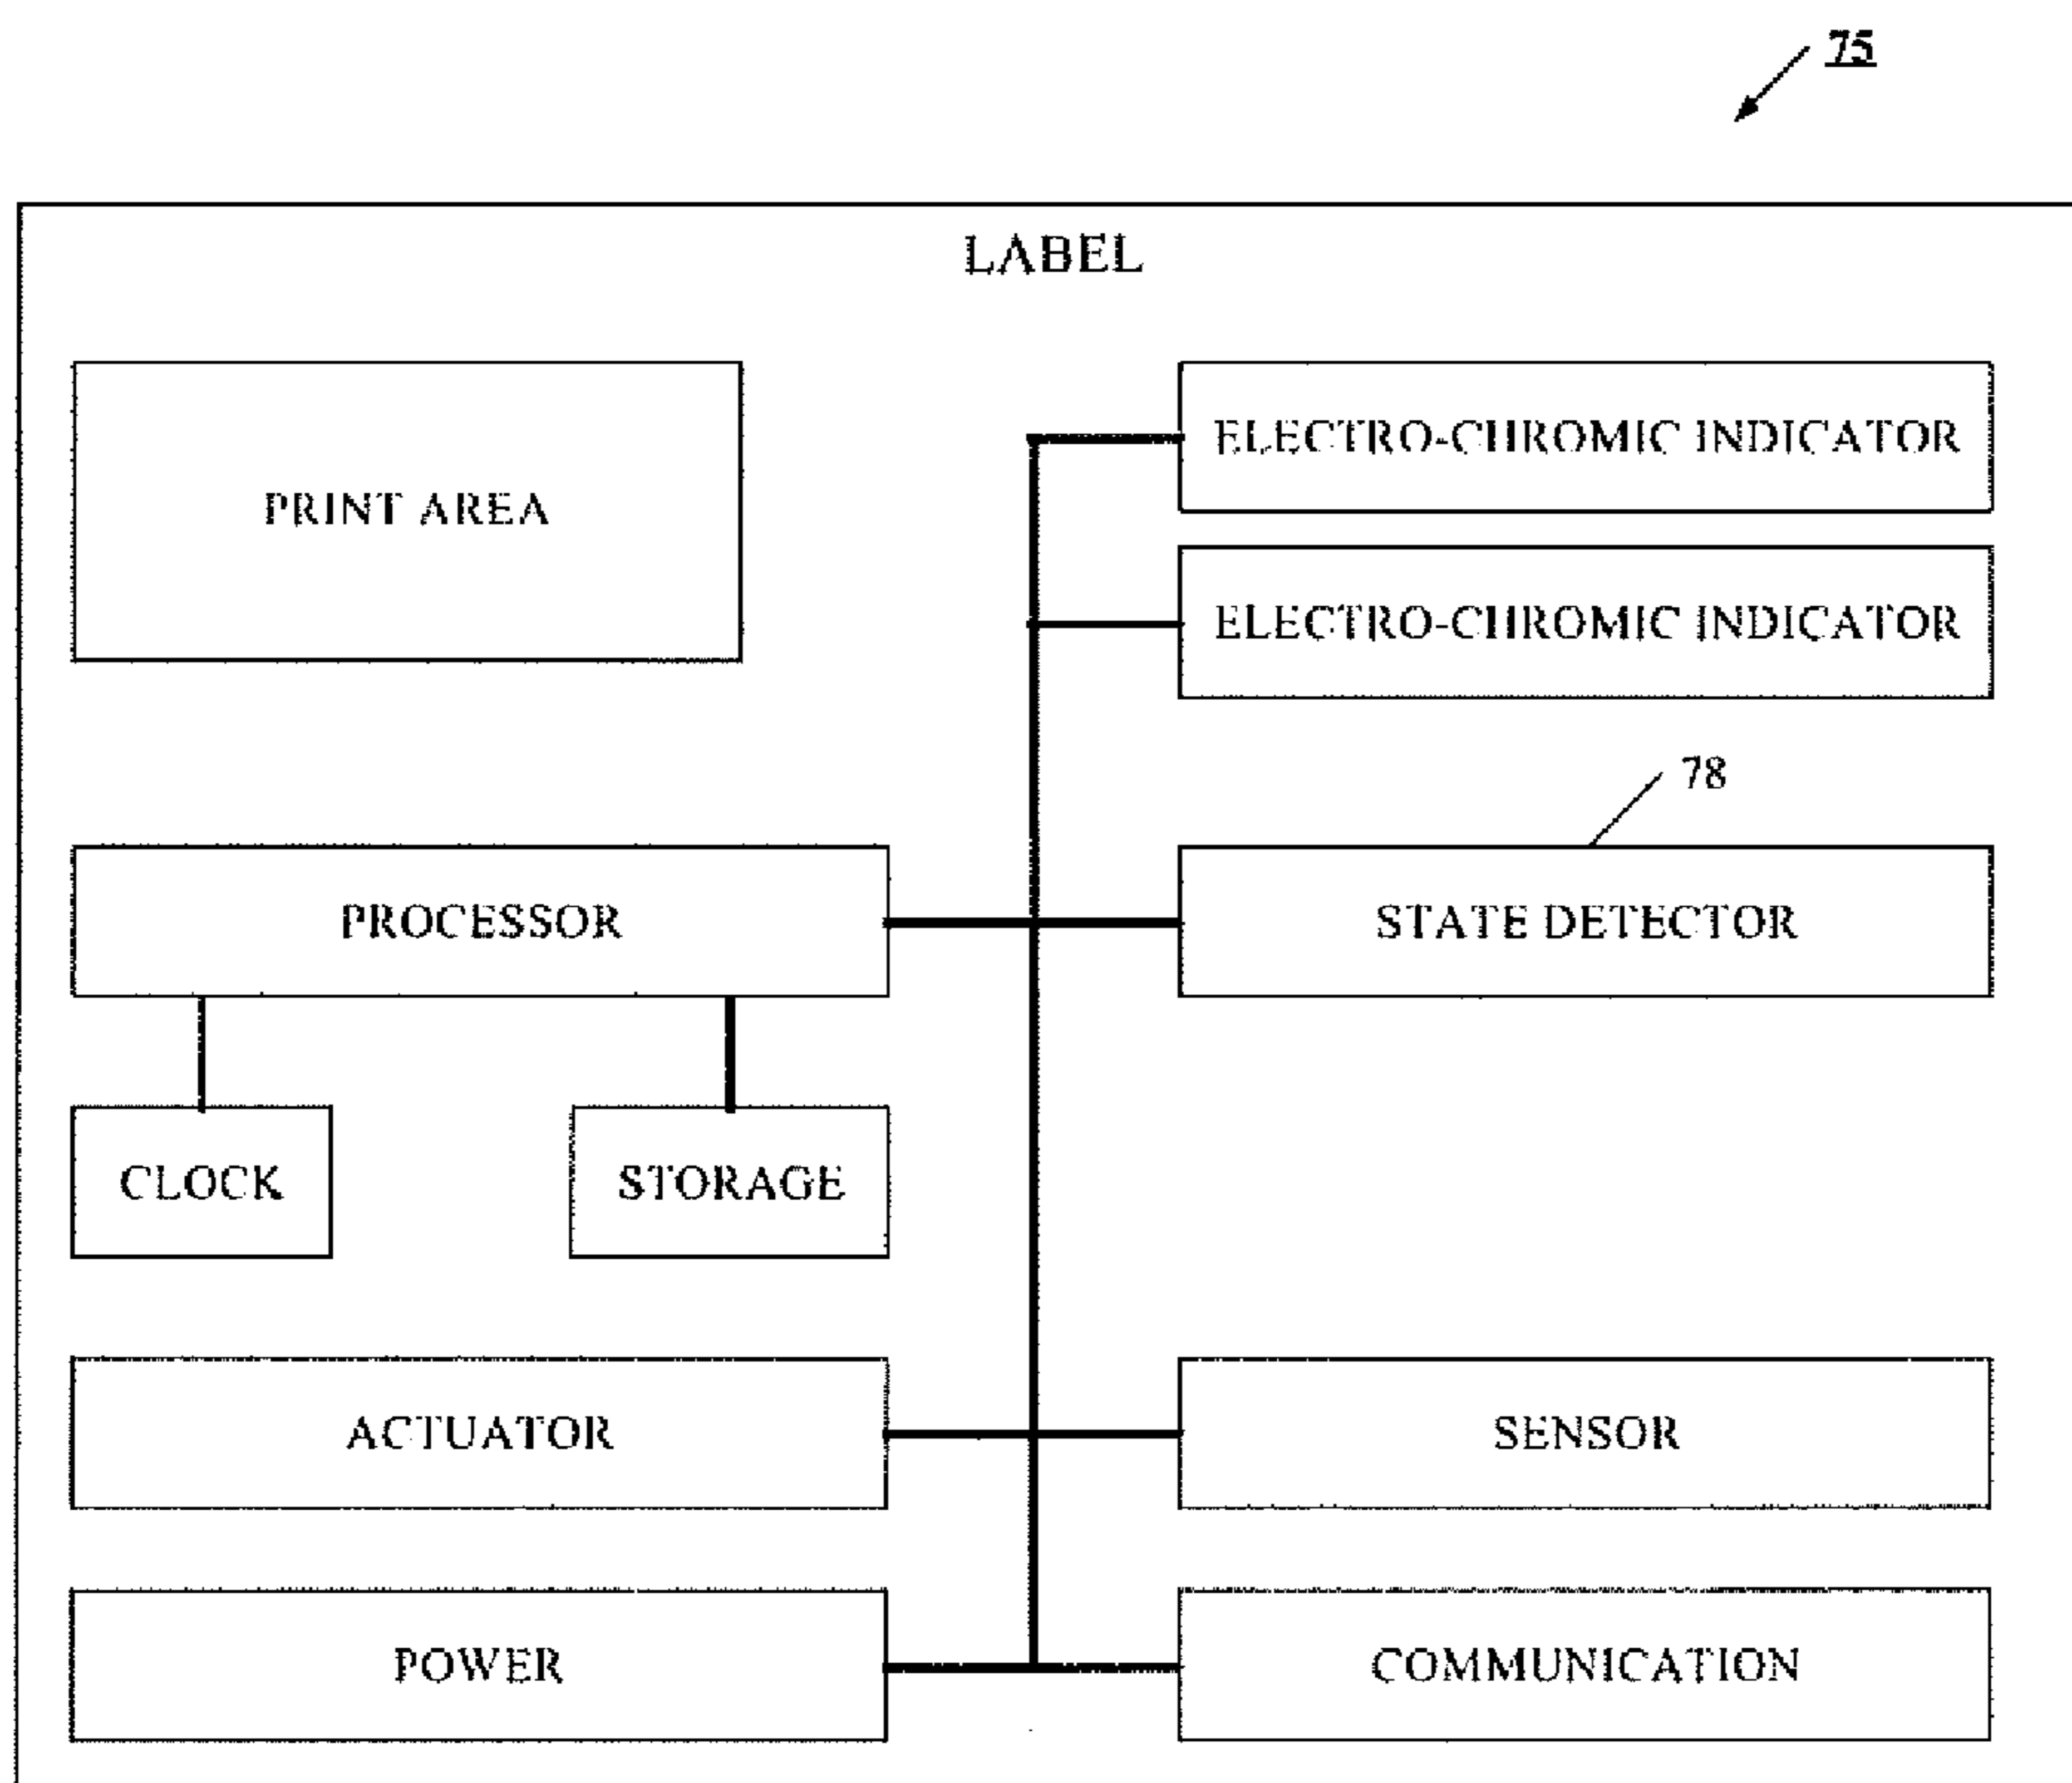 75
LABEL
PRINT AREA
ELECTRO-CHROMIC INDICATOR
ELECTRO-CHROMIC INDICATOR
78
PROCESSOR
STATE DETECTOR
CLOCK
STORAGE
ACTUATOR
SENSOR
POWER
COMMUNICATION